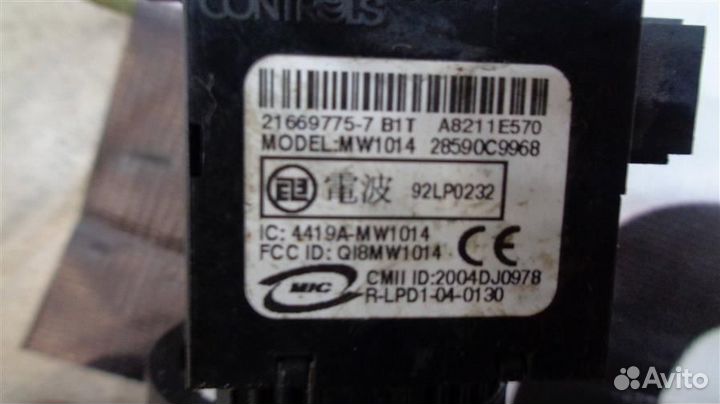 CONTROLS
21669775-7 B1T A8211E570
MODEL:MW1014 28590C9968
電波 92LP0232
IC: 4419A-MW1014
FCC ID: QI8MW1014 CE
MIC CMII ID:2004DJ0978
R-LPD1-04-0130
Avito